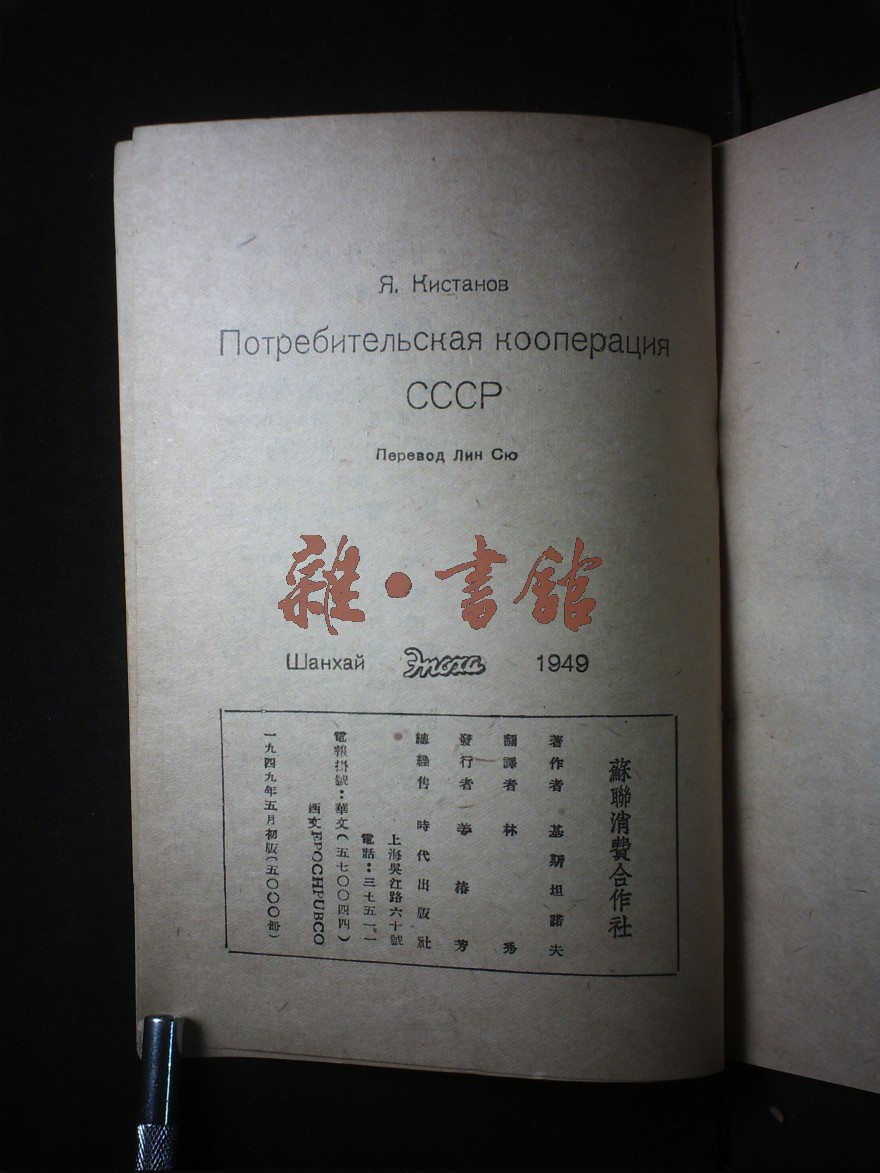 Я. Кистанов
Потребительская кооперация
СССР
Перевод Лин Сю
雜·書館
Шанхай Эпоха 1949
蘇聯消費合作社
著作者 基斯坦諾夫
翻譯者 林秀
發行者 姜椿芳
總經售 時代出版社
上海吳江路六十號
電話：三七五一一
電報掛號：華文(五七〇〇四四)
西文EPOCHPUBCO
一九四九年五月初版(五〇〇〇冊)